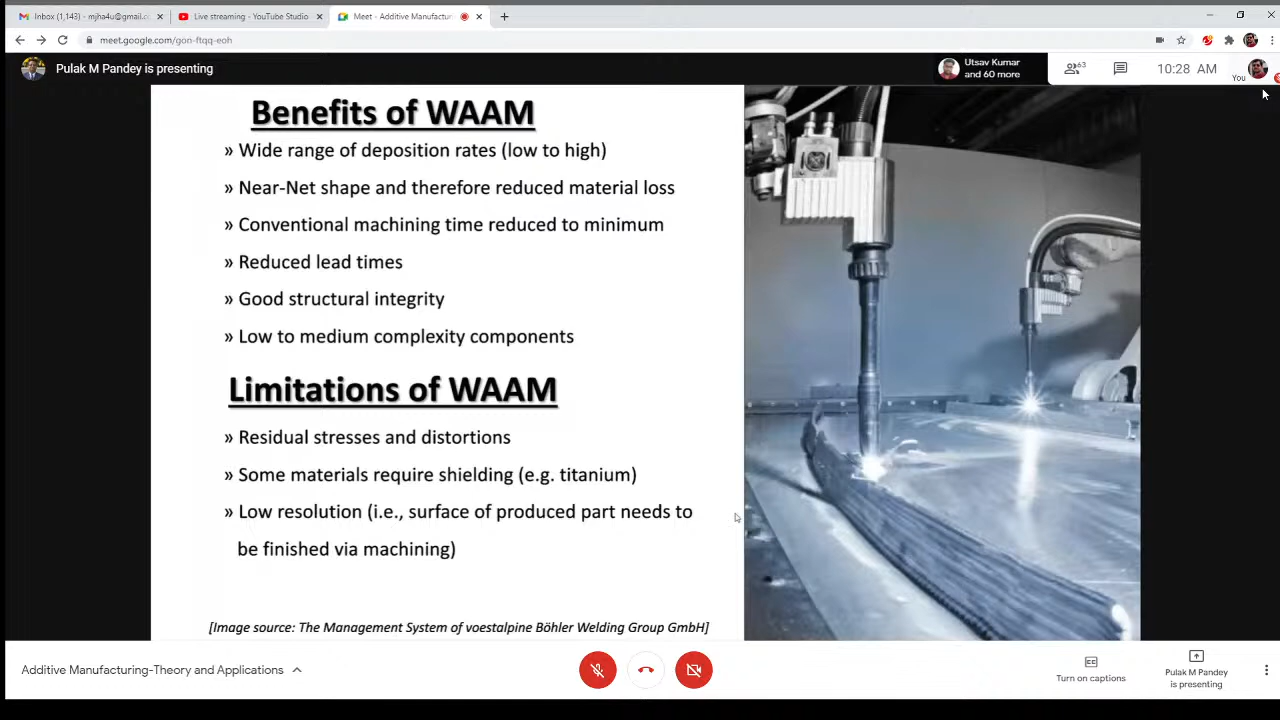 Inbox (1,143) - mjha4u@gmail.c
Live streaming - YouTube Studio
Meet - Additive Manufactur
meet.google.com/gon-ftqq-eoh
Pulak M Pandey is presenting
Utsav Kumar
and 60 more
63
10:28 AM
You
Benefits of WAAM
» Wide range of deposition rates (low to high)
» Near-Net shape and therefore reduced material loss
» Conventional machining time reduced to minimum
» Reduced lead times
» Good structural integrity
» Low to medium complexity components
Limitations of WAAM
» Residual stresses and distortions
» Some materials require shielding (e.g. titanium)
» Low resolution (i.e., surface of produced part needs to
be finished via machining)
[Image source: The Management System of voestalpine Böhler Welding Group GmbH]
Additive Manufacturing-Theory and Applications
Turn on captions
Pulak M Pandey
is presenting